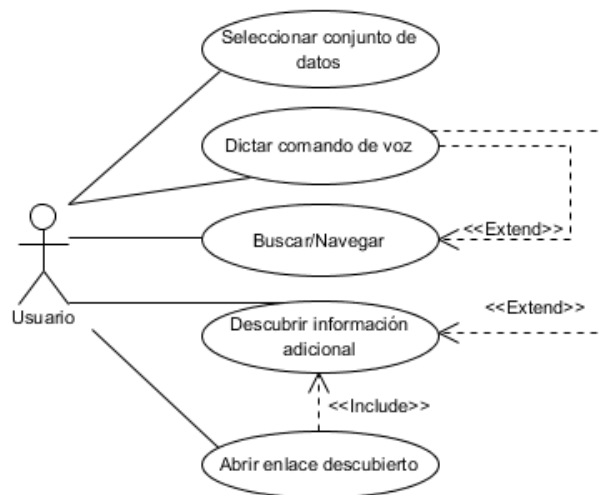 Seleccionar conjunto de
datos
Dictar comando de voz
<<Extend>>
Buscar/Navegar
Usuario
<<Extend>>
Descubrir información
adicional
<<Include>>
Abrir enlace descubierto